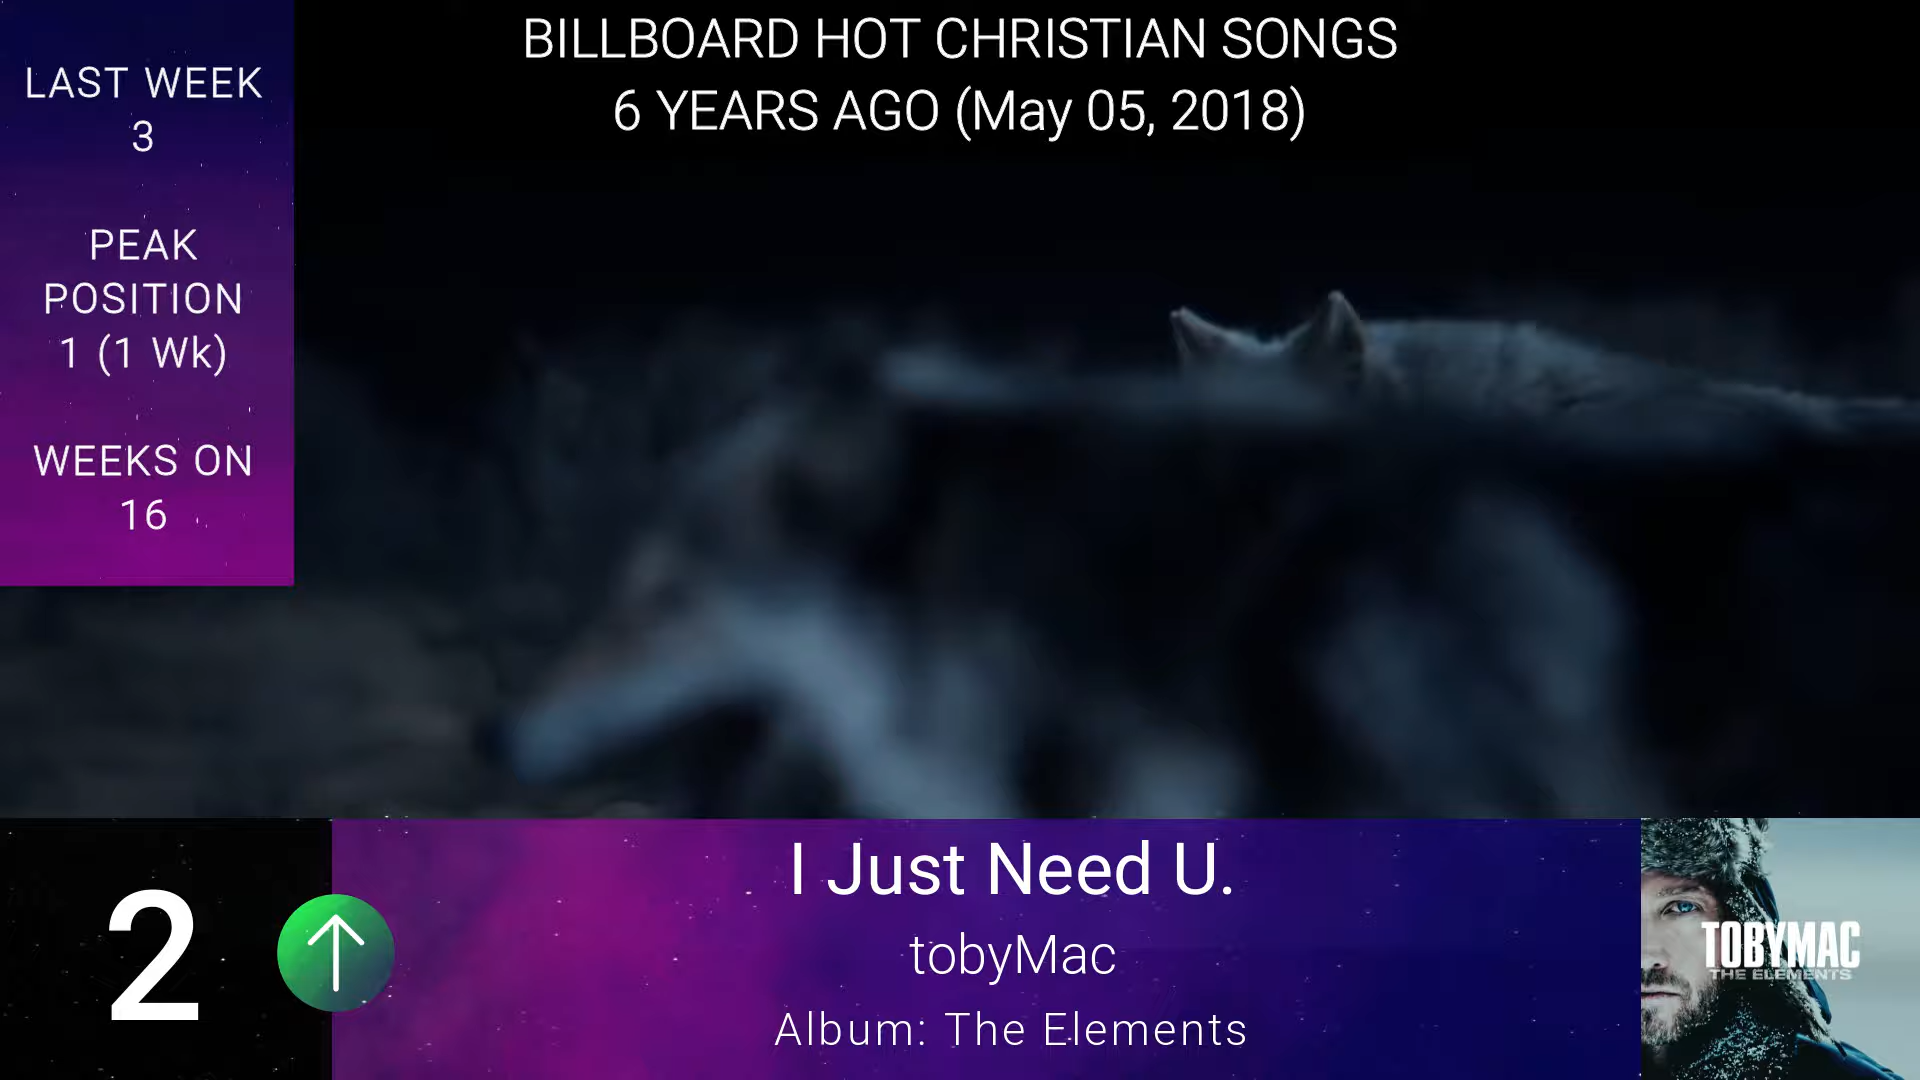 LAST WEEK
3
PEAK
POSITION
1 (1 Wk)
WEEKS ON
16
BILLBOARD HOT CHRISTIAN SONGS
6 YEARS AGO (May 05, 2018)
2
I Just Need U.
tobyMac
Album: The Elements
TOBYMAC
THE ELEMENTS